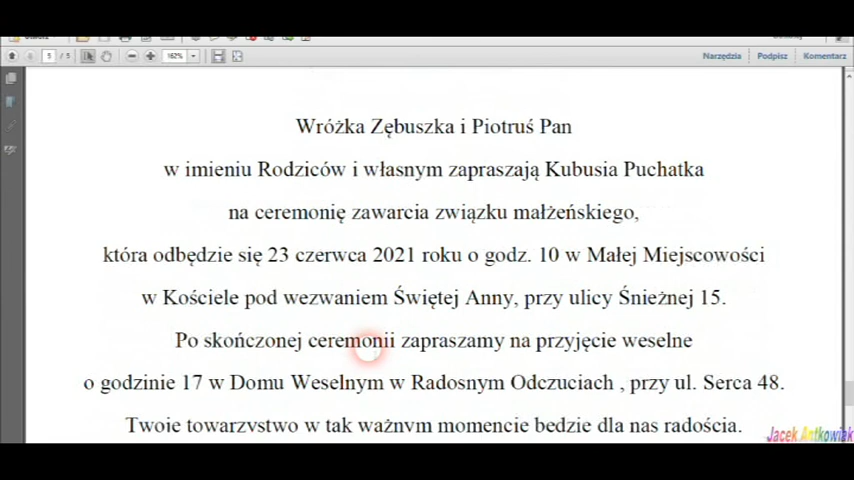 5 / 5
162%
Narzędzia
Podpisz
Komentarz
Wróżka Zębuszka i Piotruś Pan
w imieniu Rodziców i własnym zapraszają Kubusia Puchatka
na ceremonię zawarcia związku małżeńskiego,
która odbędzie się 23 czerwca 2021 roku o godz. 10 w Małej Miejscowości
w Kościele pod wezwaniem Świętej Anny, przy ulicy Śnieżnej 15.
Po skończonej ceremonii zapraszamy na przyjęcie weselne
o godzinie 17 w Domu Weselnym w Radosnym Odczuciach , przy ul. Serca 48.
Twoje towarzystwo w tak ważnym momencie będzie dla nas radością.
Jacek Antkowiak